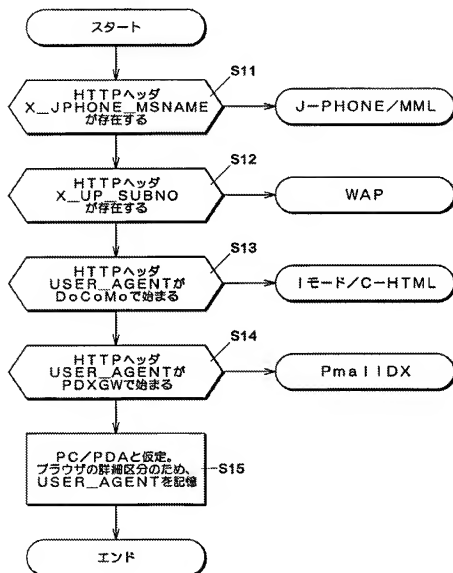 スタート
S11
HTTPヘッダ
X_JPHONE_MSNAME
が存在する
J-PHONE/MML
S12
HTTPヘッダ
X_UP_SUBNO
が存在する
WAP
S13
HTTPヘッダ
USER_AGENTが
DoCoMoで始まる
Iモード/C-HTML
S14
HTTPヘッダ
USER_AGENTが
PDXGWで始まる
PmailDX
PC/PDAと仮定。
ブラウザの詳細区分のため、
USER_AGENTを記憶
S15
エンド